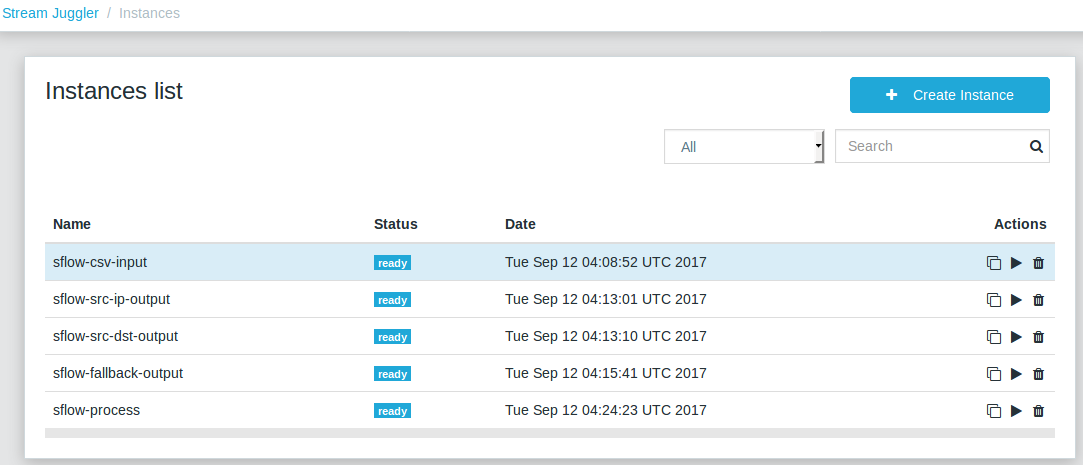 Stream Juggler / Instances
Instances list
Create Instance
All
Search
Name Status Date Actions
sflow-csv-input ready Tue Sep 12 04:08:52 UTC 2017
sflow-src-ip-output ready Tue Sep 12 04:13:01 UTC 2017
sflow-src-dst-output ready Tue Sep 12 04:13:10 UTC 2017
sflow-fallback-output ready Tue Sep 12 04:15:41 UTC 2017
sflow-process ready Tue Sep 12 04:24:23 UTC 2017